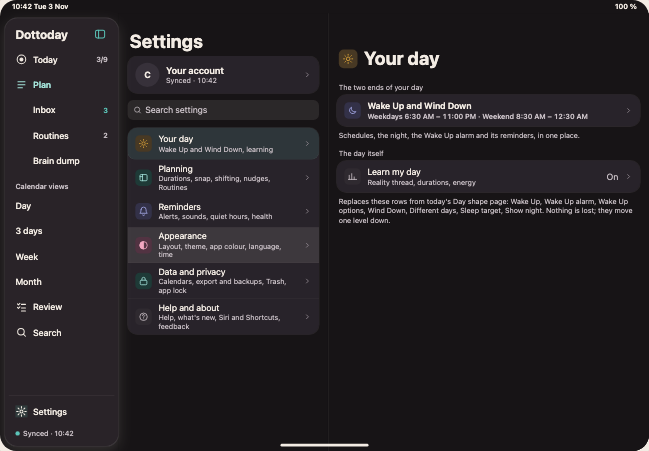 10:42 Tue 3 Nov
100 %
Dottoday
Today 3/9
Plan
Inbox 3
Routines 2
Brain dump
Calendar views
Day
3 days
Week
Month
Review
Search
Settings
Synced · 10:42
Settings
C
Your account
Synced · 10:42
Search settings
Your day
Wake Up and Wind Down, learning
Planning
Durations, snap, shifting, nudges,
Routines
Reminders
Alerts, sounds, quiet hours, health
Appearance
Layout, theme, app colour, language,
time
Data and privacy
Calendars, export and backups, Trash,
app lock
Help and about
Help, what's new, Siri and Shortcuts,
feedback
Your day
The two ends of your day
Wake Up and Wind Down
Weekdays 6:30 AM – 11:00 PM · Weekend 8:30 AM – 12:30 AM
Schedules, the night, the Wake Up alarm and its reminders, in one place.
The day itself
Learn my day
Reality thread, durations, energy
On
Replaces these rows from today's Day shape page: Wake Up, Wake Up alarm, Wake Up
options, Wind Down, Different days, Sleep target, Show night. Nothing is lost; they move
one level down.